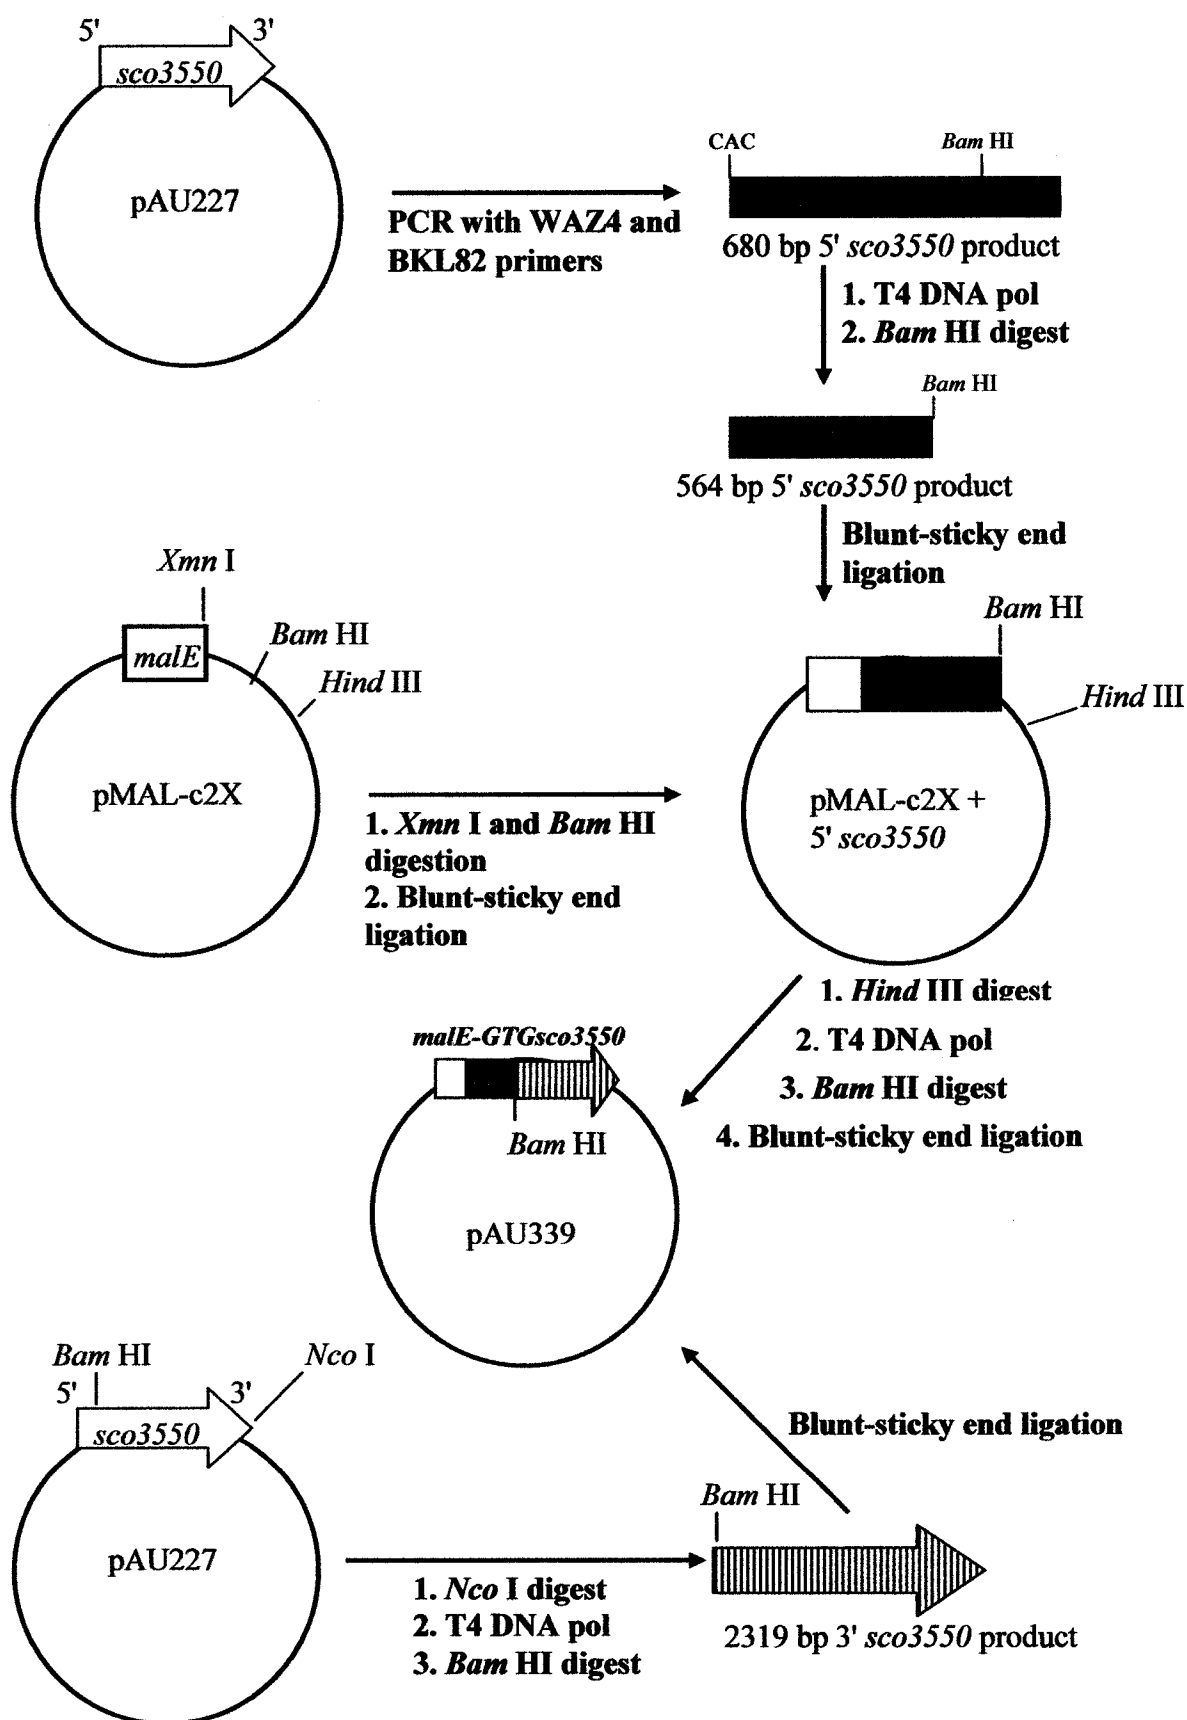 5' 3'
sco3550
pAU227
PCR with WAZ4 and
BKL82 primers
CAC
Bam HI
680 bp 5' sco3550 product
1. T4 DNA pol
2. Bam HI digest
Bam HI
564 bp 5' sco3550 product
Blunt-sticky end
ligation
Xmn I
malE
Bam HI
Hind III
pMAL-c2X
1. Xmn I and Bam HI
digestion
2. Blunt-sticky end
ligation
Bam HI
Hind III
pMAL-c2X +
5' sco3550
1. Hind III digest
2. T4 DNA pol
3. Bam HI digest
4. Blunt-sticky end ligation
malE-GTGsco3550
Bam HI
pAU339
Bam HI
Nco I
5' 3'
sco3550
pAU227
1. Nco I digest
2. T4 DNA pol
3. Bam HI digest
Blunt-sticky end ligation
Bam HI
2319 bp 3' sco3550 product